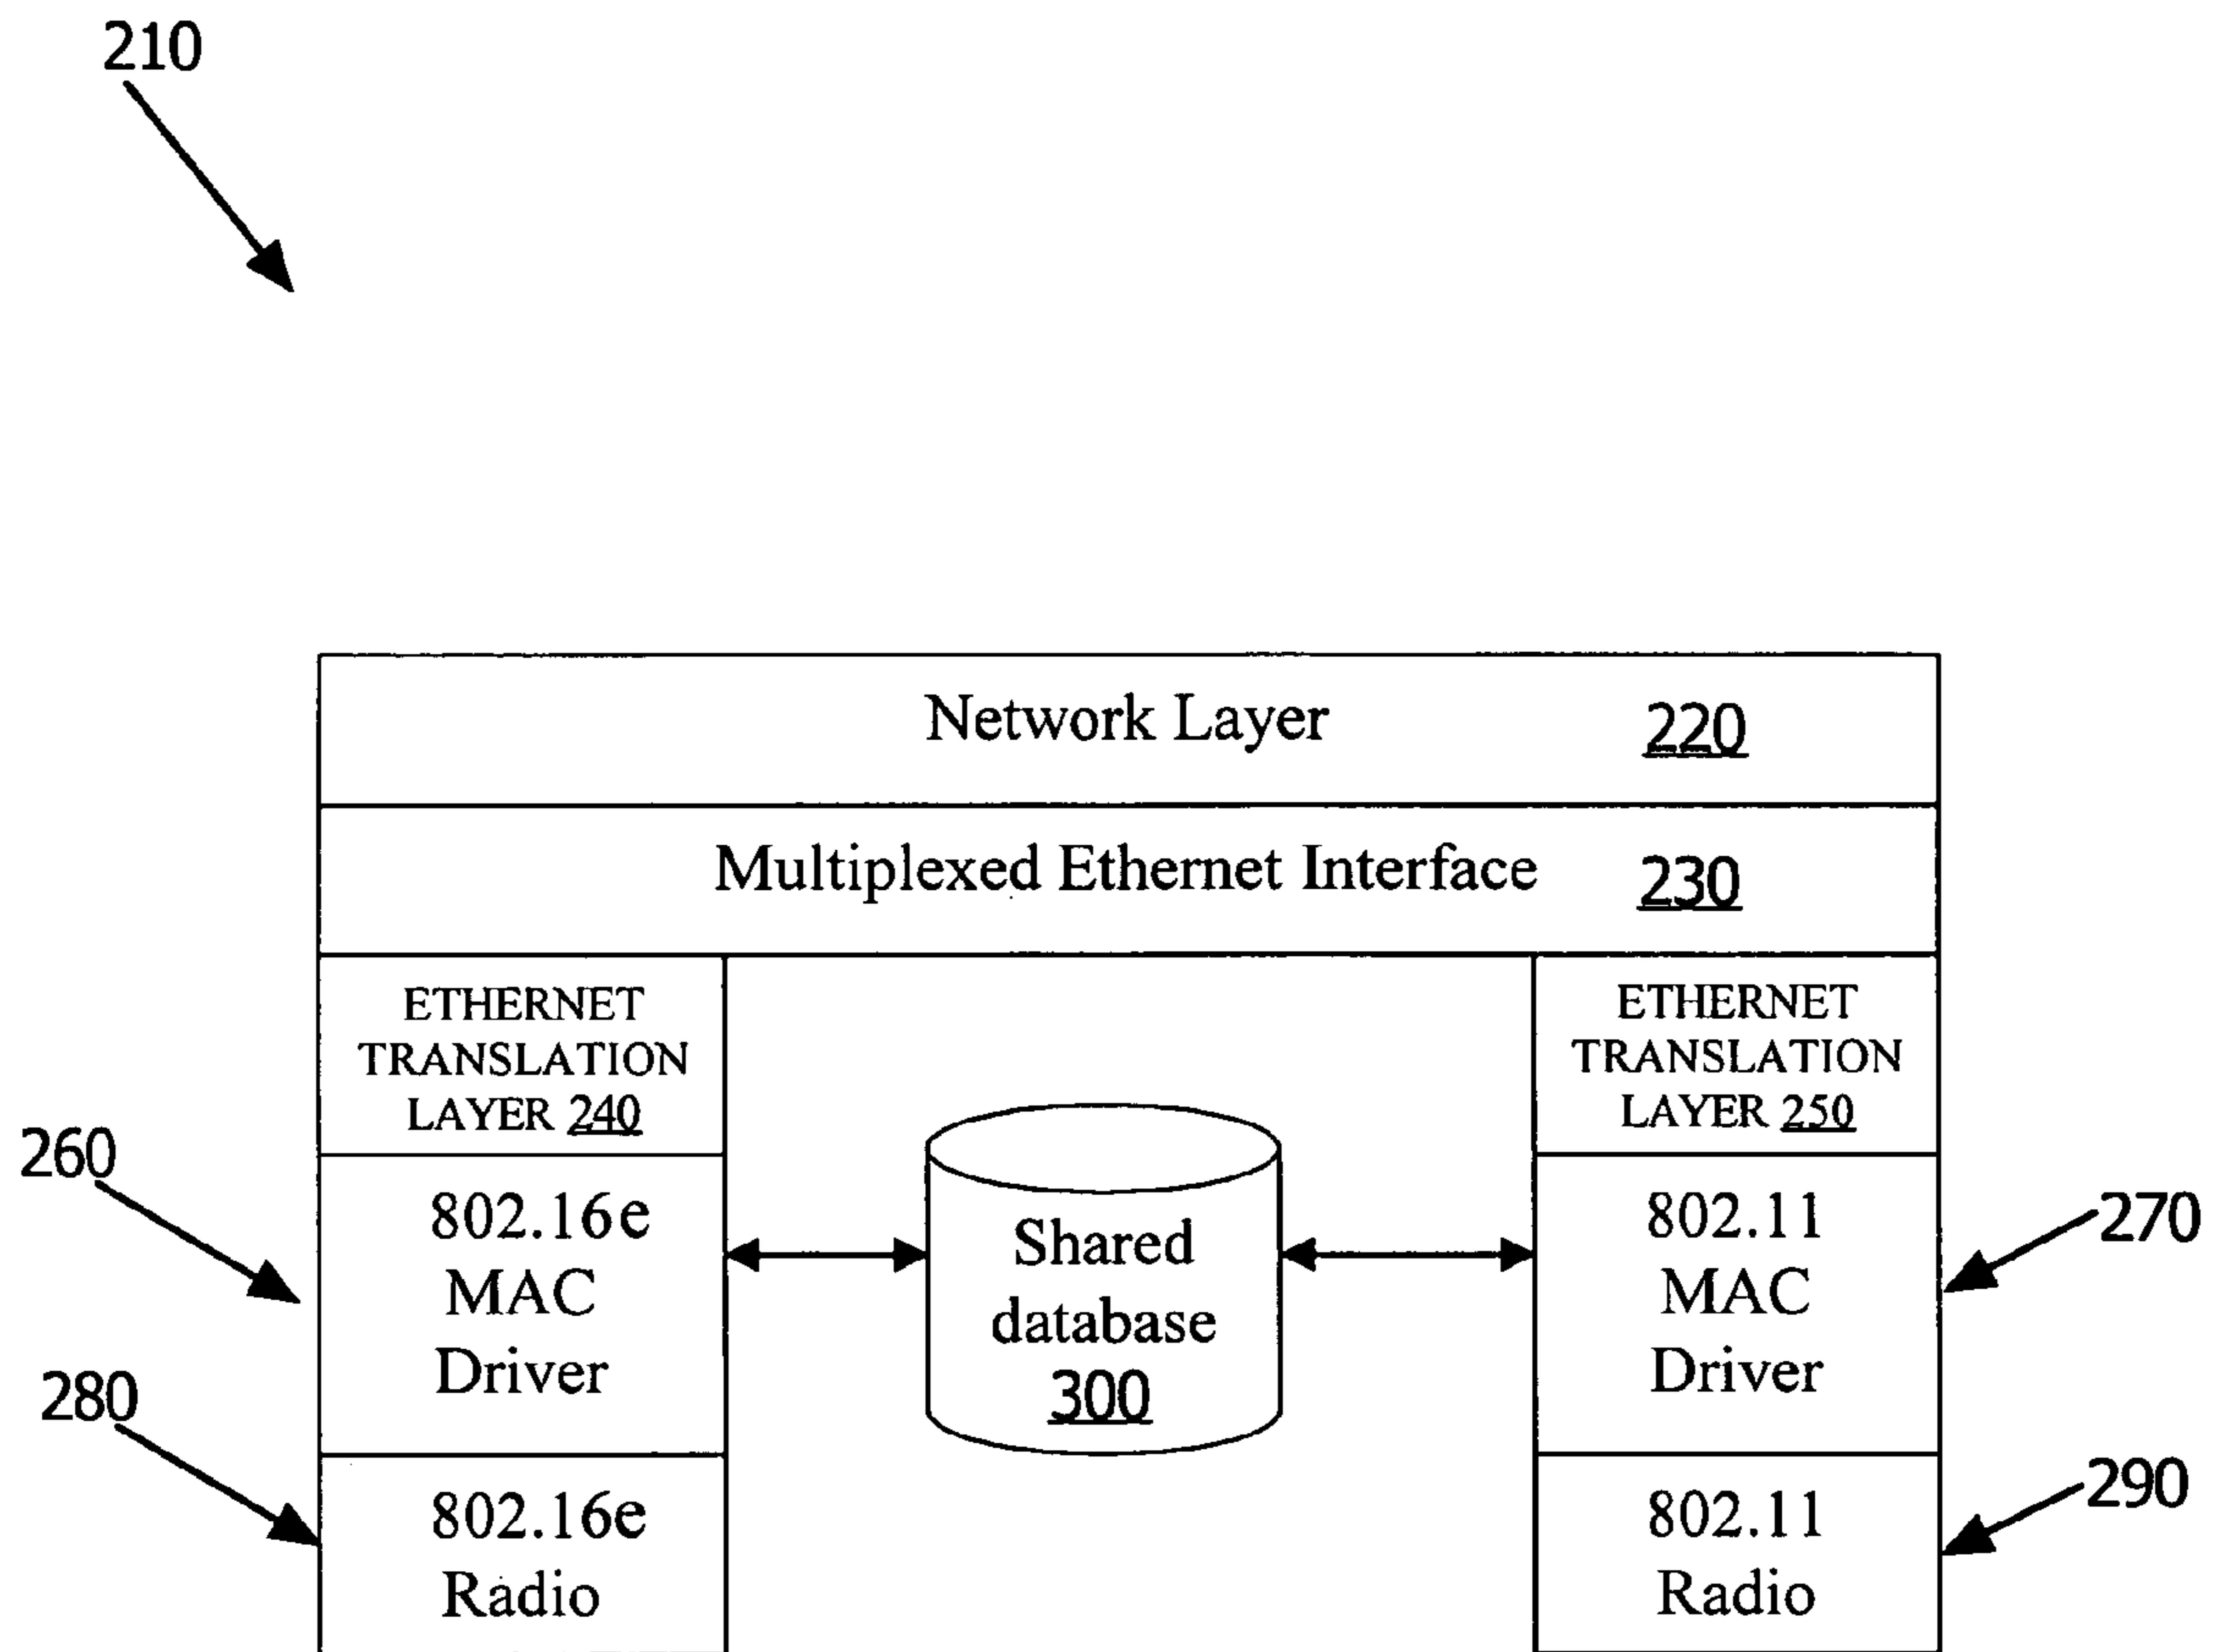 210
Network Layer 220
Multiplexed Ethernet Interface 230
ETHERNET
TRANSLATION
LAYER 240
ETHERNET
TRANSLATION
LAYER 250
260
802.16e
MAC
Driver
Shared
database
300
802.11
MAC
Driver
270
280
802.16e
Radio
802.11
Radio
290